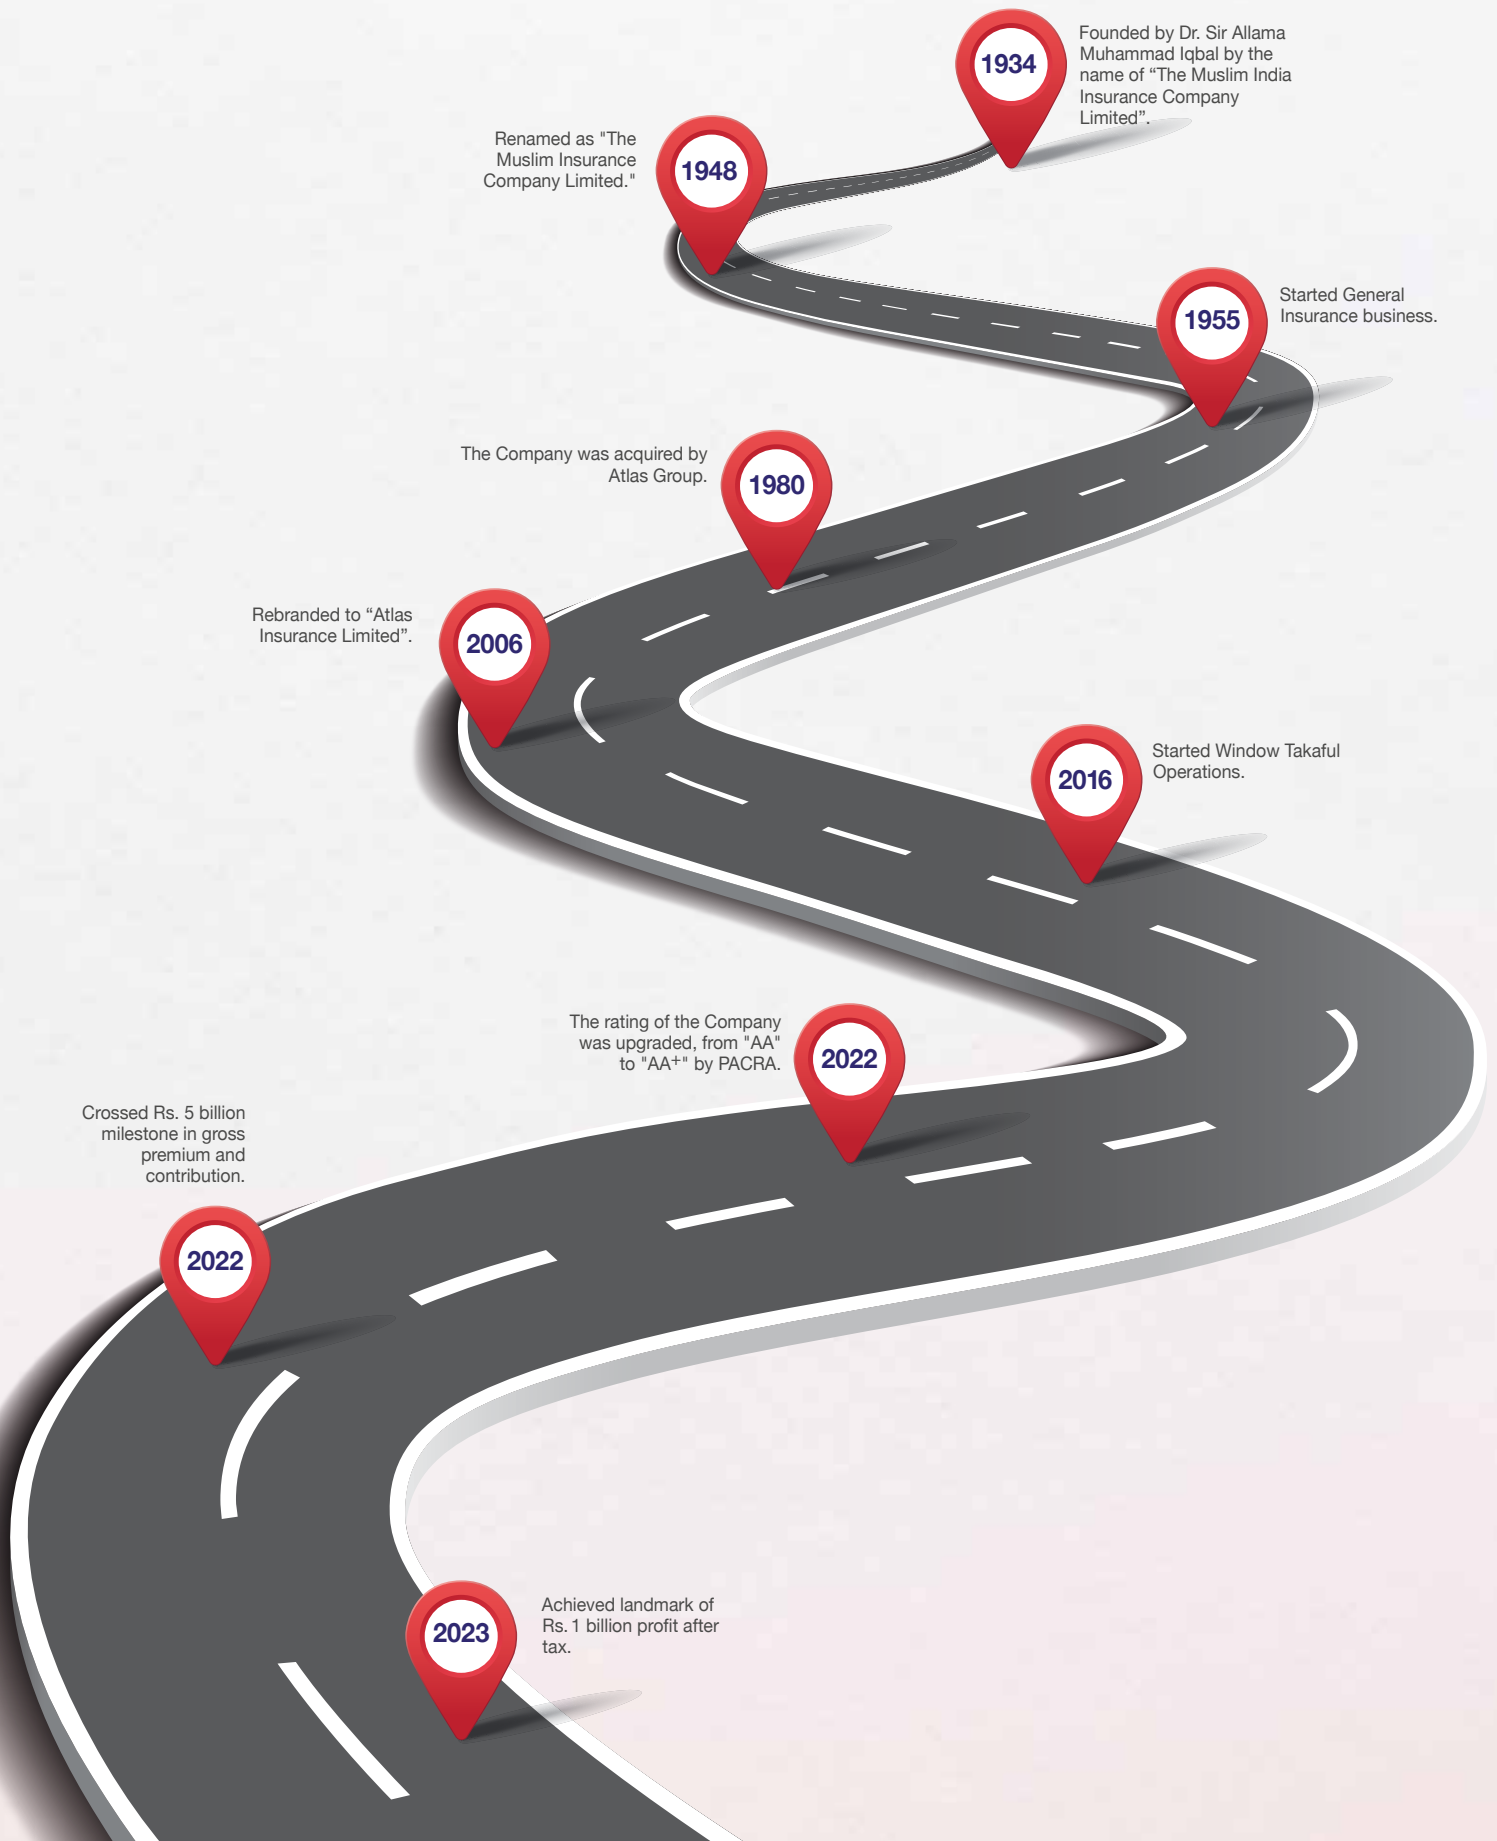 1934
Founded by Dr. Sir Allama
Muhammad Iqbal by the
name of “The Muslim India
Insurance Company
Limited”.
Renamed as "The
Muslim Insurance
Company Limited."
1948
1955
Started General
Insurance business.
The Company was acquired by
Atlas Group.
1980
Rebranded to “Atlas
Insurance Limited”.
2006
2016
Started Window Takaful
Operations.
The rating of the Company
was upgraded, from "AA"
to "AA+" by PACRA.
2022
Crossed Rs. 5 billion
milestone in gross
premium and
contribution.
2022
2023
Achieved landmark of
Rs. 1 billion profit after
tax.